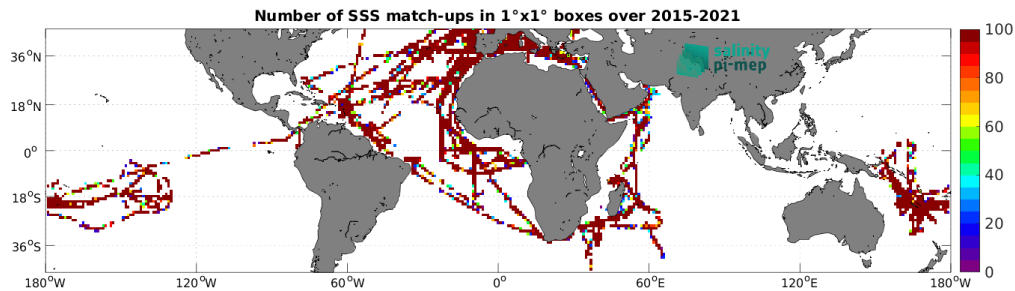 Number of SSS match-ups in 1°x1° boxes over 2015-2021
36°N
18°N
0°
18°S
36°S
180°W
120°W
60°W
0°
60°E
120°E
180°W
salinity
pi-mep
100
80
60
40
20
0